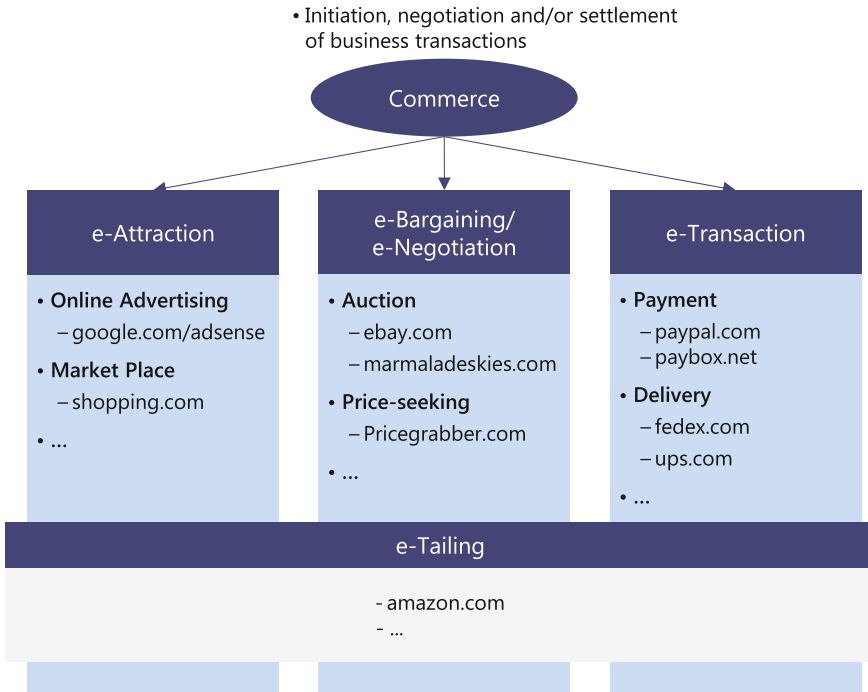 • Initiation, negotiation and/or settlement
of business transactions
Commerce
e-Attraction
• Online Advertising
– google.com/adsense
• Market Place
– shopping.com
• ...
e-Bargaining/
e-Negotiation
• Auction
– ebay.com
– marmaladeskies.com
• Price-seeking
– Pricegrabber.com
• ...
e-Transaction
• Payment
– paypal.com
– paybox.net
• Delivery
– fedex.com
– ups.com
• ...
e-Tailing
- amazon.com
- ...